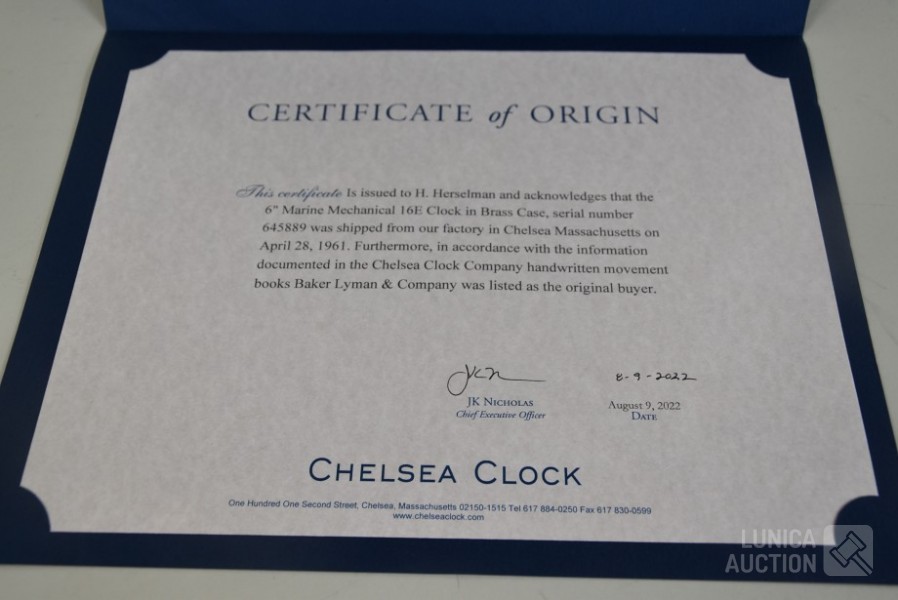 CERTIFICATE of ORIGIN
This certificate Is issued to H. Herselman and acknowledges that the
6" Marine Mechanical 16E Clock in Brass Case, serial number
645889 was shipped from our factory in Chelsea Massachusetts on
April 28, 1961. Furthermore, in accordance with the information
documented in the Chelsea Clock Company handwritten movement
books Baker Lyman & Company was listed as the original buyer.
8-9-2022
JK NICHOLAS
Chief Executive Officer
August 9, 2022
DATE
CHELSEA CLOCK
One Hundred One Second Street, Chelsea, Massachusetts 02150-1515 Tel 617 884-0250 Fax 617 830-0599
www.chelseaclock.com
LUNICA
AUCTION